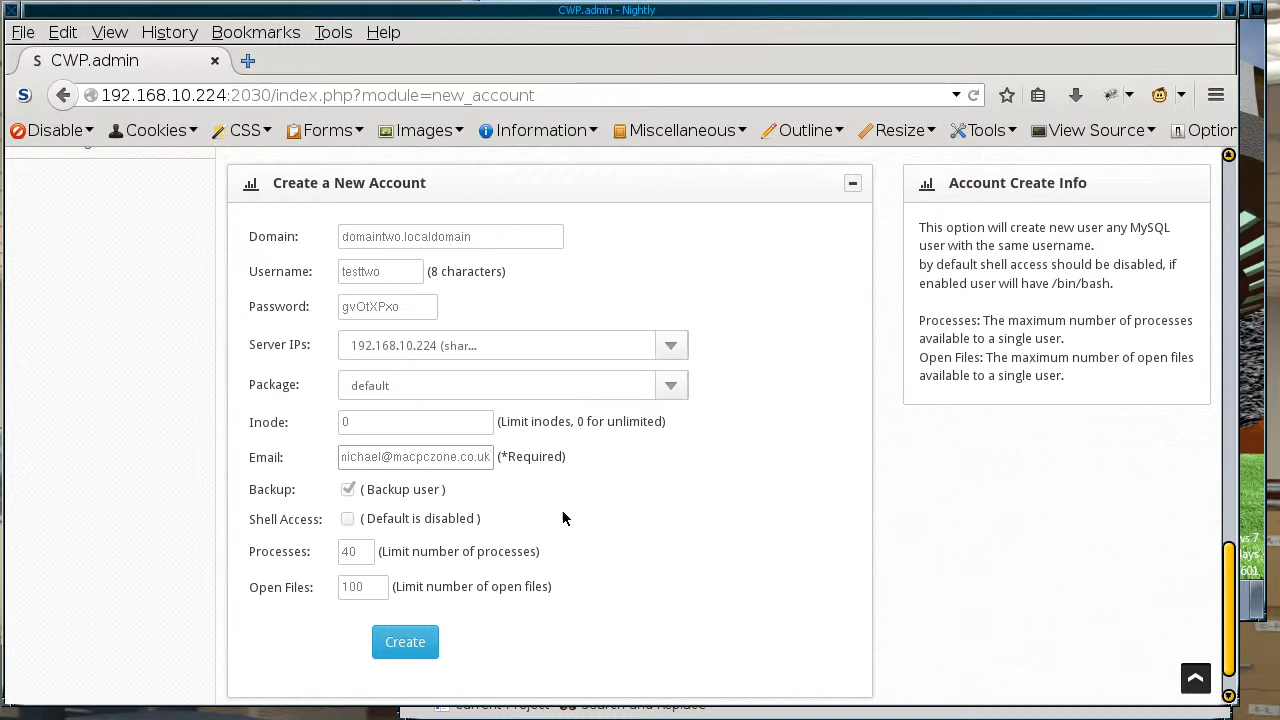 CWP.admin - Nightly
File Edit View History Bookmarks Tools Help
S CWP.admin
192.168.10.224:2030/index.php?module=new_account
Disable Cookies CSS Forms Images Information Miscellaneous Outline Resize Tools View Source Option
Create a New Account
Domain: domaintwo.localdomain
Username: testtwo (8 characters)
Password: gvOtXPxo
Server IPs: 192.168.10.224 (shar...
Package: default
Inode: 0 (Limit inodes, 0 for unlimited)
Email: nichael@macpczone.co.uk (*Required)
Backup: ( Backup user )
Shell Access: ( Default is disabled )
Processes: 40 (Limit number of processes)
Open Files: 100 (Limit number of open files)
Create
Account Create Info
This option will create new user any MySQL
user with the same username.
by default shell access should be disabled, if
enabled user will have /bin/bash.
Processes: The maximum number of processes
available to a single user.
Open Files: The maximum number of open files
available to a single user.
ws 7
days
601
Current Project Search and Replace